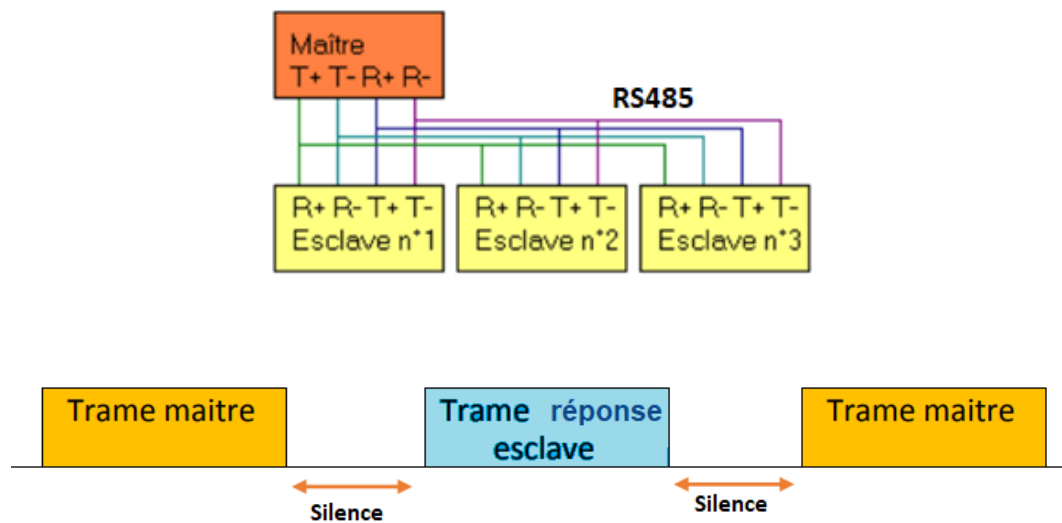 Maître
T+ T- R+ R-
RS485
R+ R- T+ T-
Esclave n°1
R+ R- T+ T-
Esclave n°2
R+ R- T+ T-
Esclave n°3
Trame maitre
Trame réponse
esclave
Trame maitre
Silence
Silence